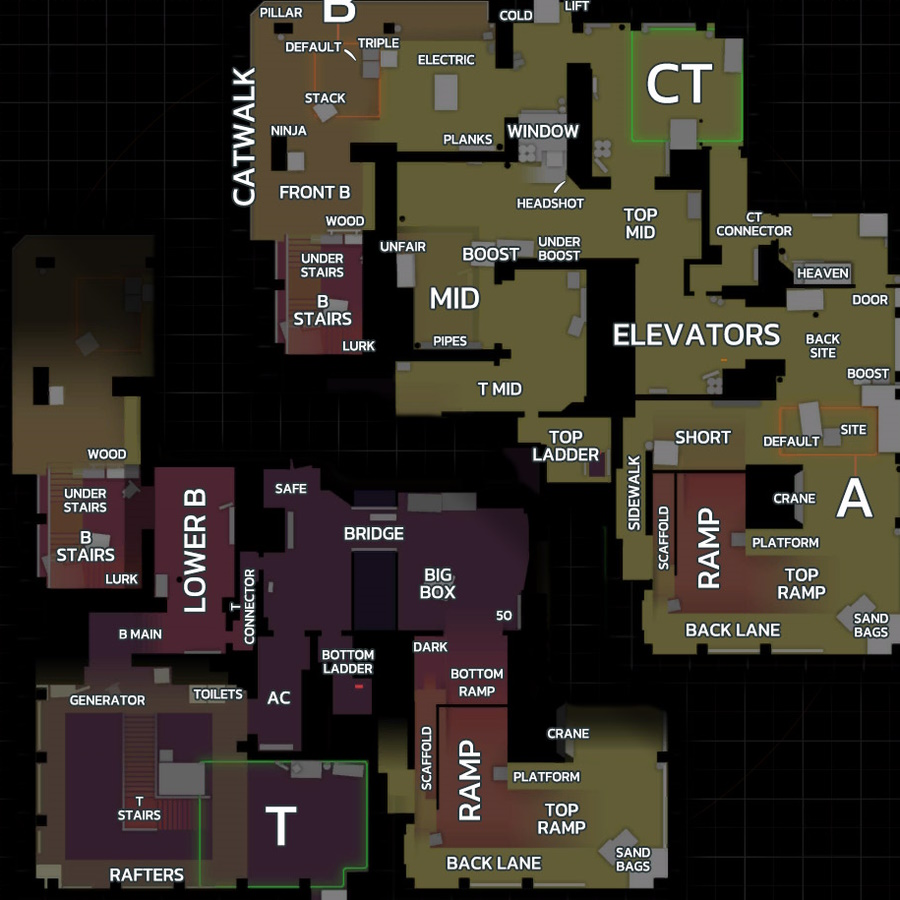 PILLAR
B
COLD
LIFT
DEFAULT
TRIPLE
ELECTRIC
CT
STACK
CATWALK
NINJA
PLANKS
WINDOW
FRONT B
HEADSHOT
WOOD
TOP
MID
CT
CONNECTOR
UNFAIR
BOOST
UNDER
BOOST
UNDER
STAIRS
HEAVEN
B
STAIRS
MID
DOOR
LURK
PIPES
ELEVATORS
BACK
SITE
BOOST
T MID
TOP
LADDER
SHORT
DEFAULT
SITE
WOOD
SIDEWALK
UNDER
STAIRS
LOWER B
SAFE
CRANE
A
B
STAIRS
BRIDGE
SCAFFOLD
RAMP
PLATFORM
LURK
T
CONNECTOR
BIG
BOX
TOP
RAMP
50
B MAIN
BACK LANE
SAND
BAGS
BOTTOM
LADDER
DARK
BOTTOM
RAMP
GENERATOR
TOILETS
AC
SCAFFOLD
RAMP
CRANE
PLATFORM
T
STAIRS
T
TOP
RAMP
RAFTERS
BACK LANE
SAND
BAGS